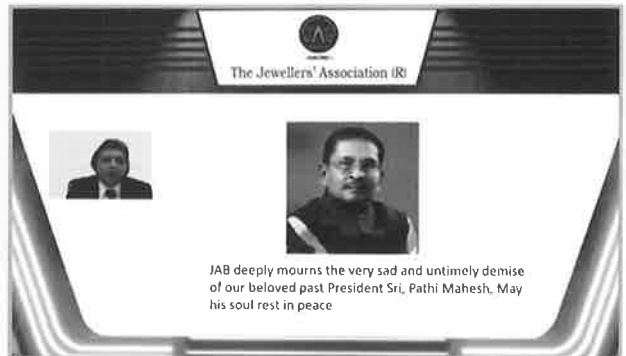 The Jewellers' Association (R)
JAB deeply mourns the very sad and untimely demise
of our beloved past President Sri, Pathi Mahesh, May
his soul rest in peace